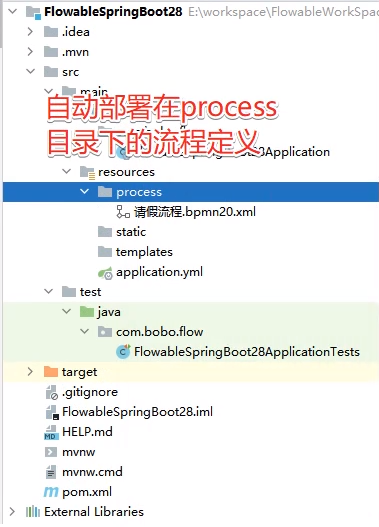 FlowableSpringBoot28 E:\workspace\FlowableWorkSpa
.idea
.mvn
src
main
自动部署在process
目录下的流程定义
Application
resources
process
请假流程.bpmn20.xml
static
templates
application.yml
test
java
com.bobo.flow
FlowableSpringBoot28ApplicationTests
target
.gitignore
FlowableSpringBoot28.iml
HELP.md
mvnw
mvnw.cmd
pom.xml
External Libraries